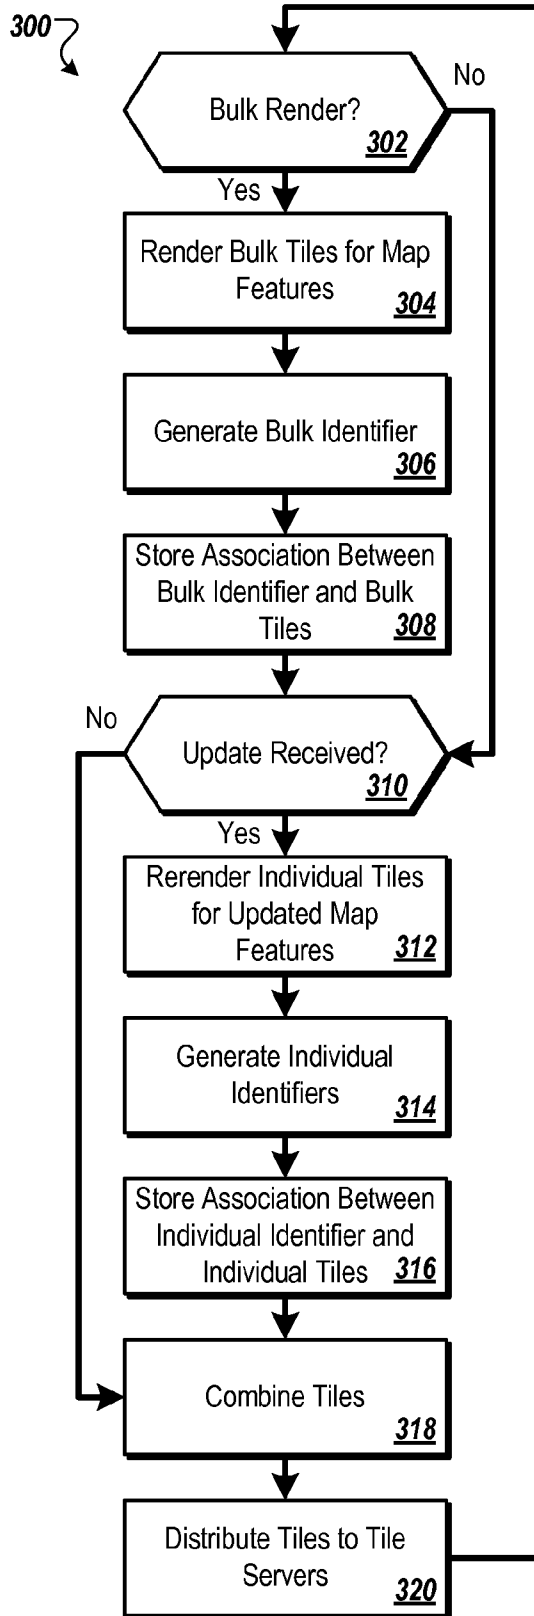 300
No
Bulk Render?
302
Yes
Render Bulk Tiles for Map
Features
304
Generate Bulk Identifier
306
Store Association Between
Bulk Identifier and Bulk
Tiles
308
No
Update Received?
310
Yes
Rerender Individual Tiles
for Updated Map
Features
312
Generate Individual
Identifiers
314
Store Association Between
Individual Identifier and
Individual Tiles
316
Combine Tiles
318
Distribute Tiles to Tile
Servers
320